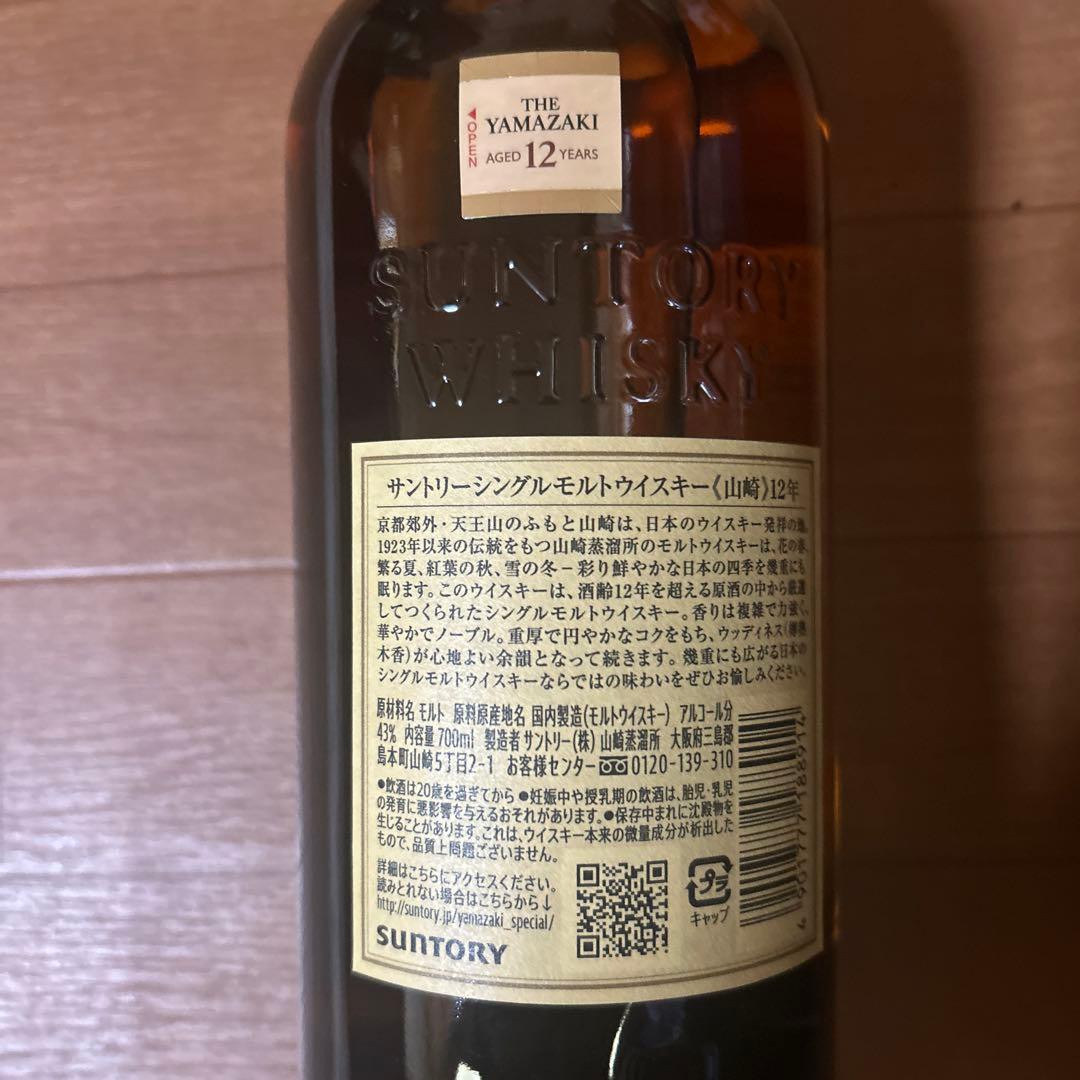 THE
YAMAZAKI
AGED 12 YEARS
OPEN
SUNTORY
WHISKY
サントリーシングルモルトウイスキー《山崎》12年
京都郊外・天王山のふもと山崎は、日本のウイスキー発祥の地。
1923年以来の伝統をもつ山崎蒸溜所のモルトウイスキーは、花の春、
繁る夏、紅葉の秋、雪の冬−彩り鮮やかな日本の四季を幾重にも
眠ります。このウイスキーは、酒齢12年を超える原酒の中から厳選
してつくられたシングルモルトウイスキー。香りは複雑で力強く、
華やかでノーブル。重厚で円やかなコクをもち、ウッディネス(樽熟
木香)が心地よい余韻となって続きます。幾重にも広がる日本の
シングルモルトウイスキーならではの味わいをぜひお愉しみください。
原材料名 モルト 原料原産地名 国内製造(モルトウイスキー) アルコール分
43% 内容量 700ml 製造者 サントリー(株) 山崎蒸溜所 大阪府三島郡
島本町山崎5丁目2-1 お客様センター 0120-139-310
●飲酒は20歳を過ぎてから ●妊娠中や授乳期の飲酒は、胎児・乳児
の発育に悪影響を与えるおそれがあります。●保存中まれに沈殿物を
生じることがあります。これは、ウイスキー本来の微量成分が析出した
もので、品質上問題ございません。
詳細はこちらにアクセスください。
読みとれない場合はこちらから↓
http://suntory.jp/yamazaki_special/
SUNTORY
プラ
キャップ
4 901777 188914